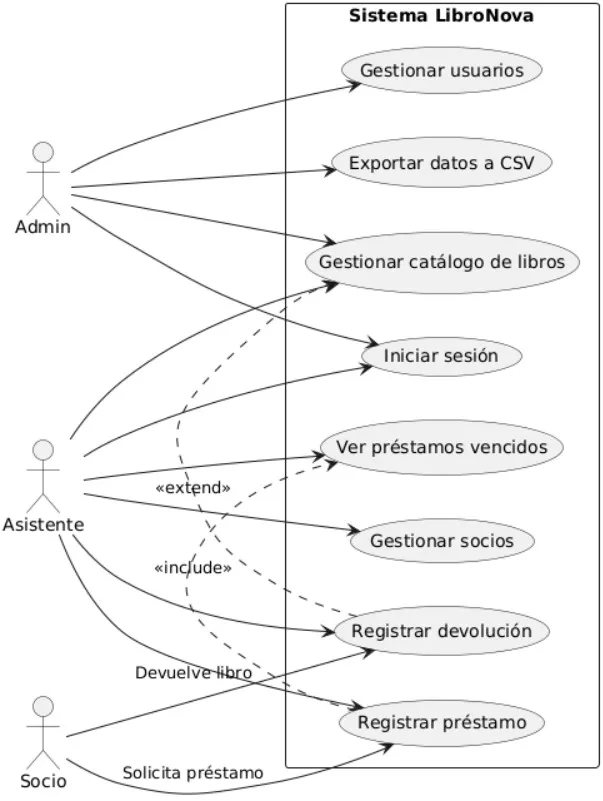 Sistema LibroNova
Gestionar usuarios
Exportar datos a CSV
Admin
Gestionar catálogo de libros
Iniciar sesión
Ver préstamos vencidos
«extend»
Asistente
Gestionar socios
«include»
Registrar devolución
Devuelve libro
Registrar préstamo
Solicita préstamo
Socio